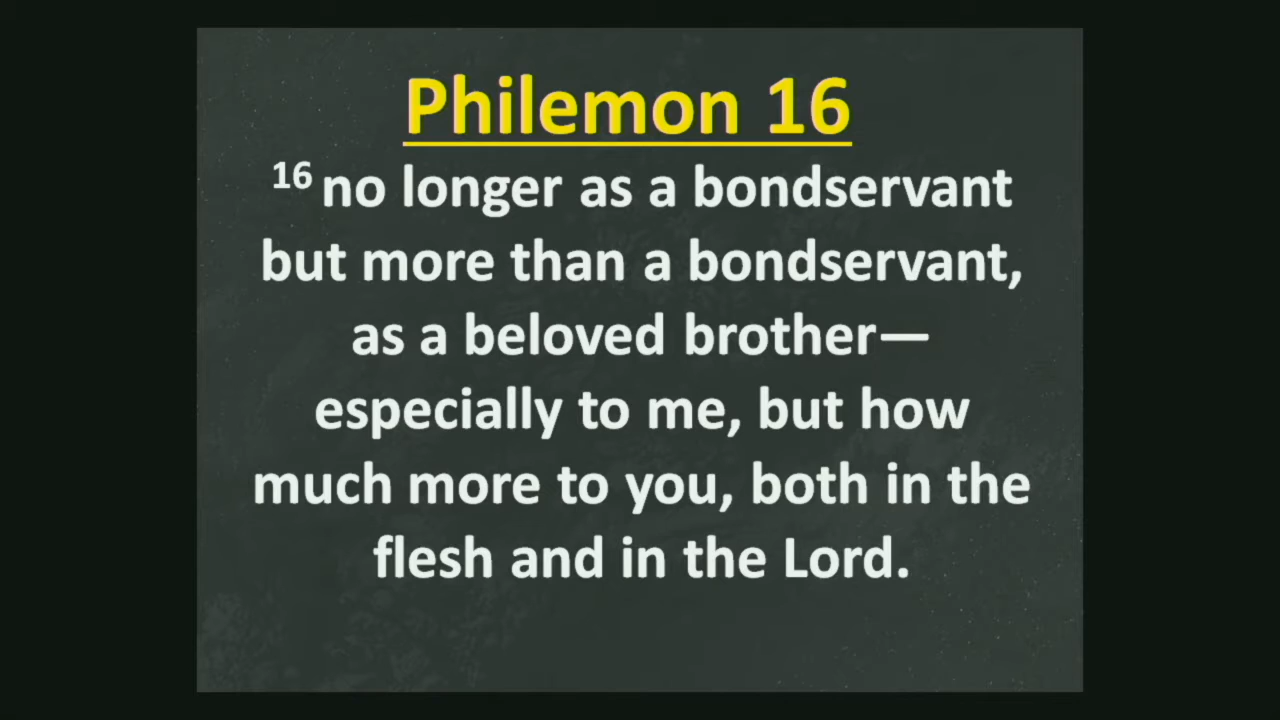 Philemon 16
16 no longer as a bondservant
but more than a bondservant,
as a beloved brother—
especially to me, but how
much more to you, both in the
flesh and in the Lord.